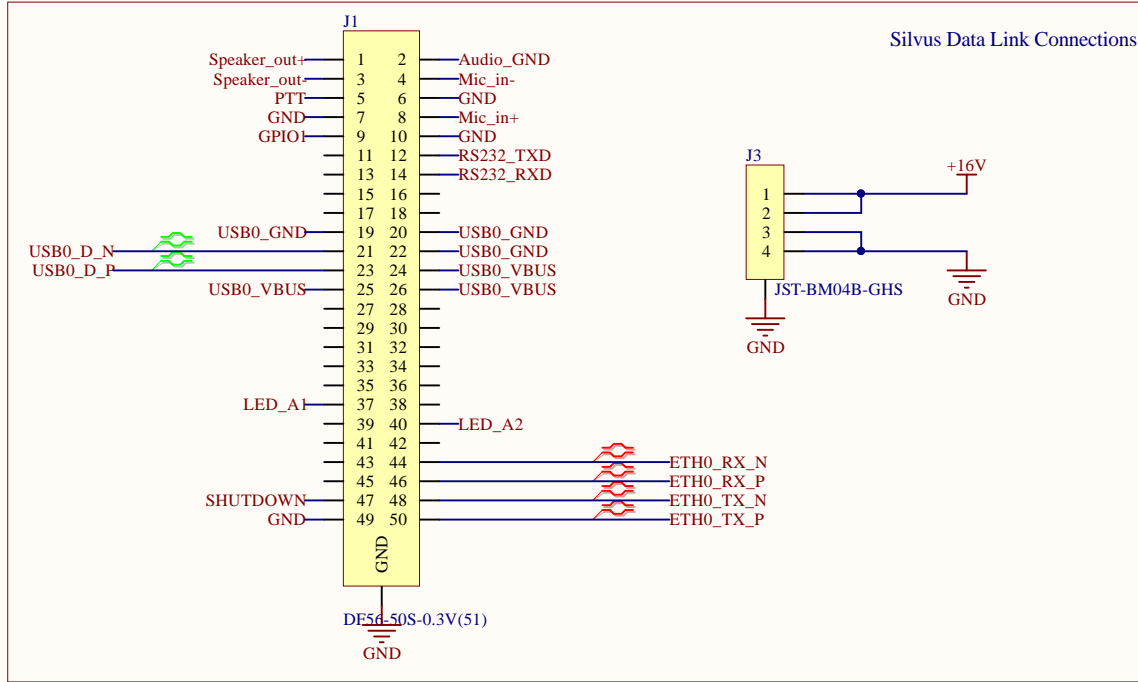 J1
Silvus Data Link Connections
Speaker_out+ 1 2 Audio_GND
Speaker_out- 3 4 Mic_in-
PTT 5 6 GND
GND 7 8 Mic_in+
GPIO1 9 10 GND
11 12 RS232_TXD
13 14 RS232_RXD
15 16
17 18
USB0_GND 19 20 USB0_GND
USB0_D_N 21 22 USB0_GND
USB0_D_P 23 24 USB0_VBUS
USB0_VBUS 25 26 USB0_VBUS
27 28
29 30
31 32
33 34
35 36
LED_A1 37 38
39 40 LED_A2
41 42
43 44 ETH0_RX_N
45 46 ETH0_RX_P
SHUTDOWN 47 48 ETH0_TX_N
GND 49 50 ETH0_TX_P
GND
DF56-50S-0.3V(51)
GND
J3
+16V
1
2
3
4
JST-BM04B-GHS
GND
GND